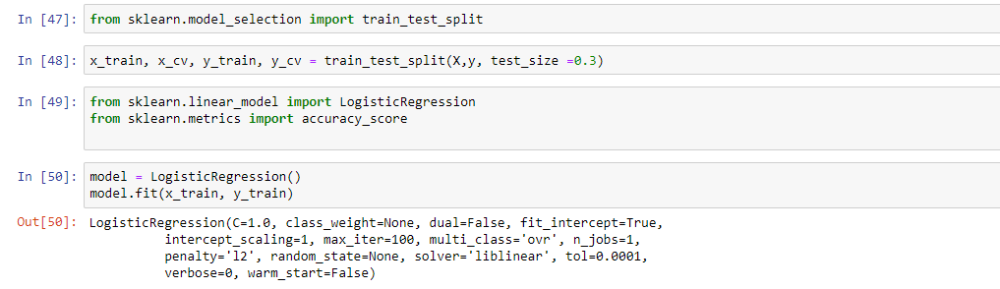 In [47]: from sklearn.model_selection import train_test_split
In [48]: x_train, x_cv, y_train, y_cv = train_test_split(X,y, test_size =0.3)
In [49]: from sklearn.linear_model import LogisticRegression
from sklearn.metrics import accuracy_score
In [50]: model = LogisticRegression()
model.fit(x_train, y_train)
Out[50]: LogisticRegression(C=1.0, class_weight=None, dual=False, fit_intercept=True,
intercept_scaling=1, max_iter=100, multi_class='ovr', n_jobs=1,
penalty='l2', random_state=None, solver='liblinear', tol=0.0001,
verbose=0, warm_start=False)